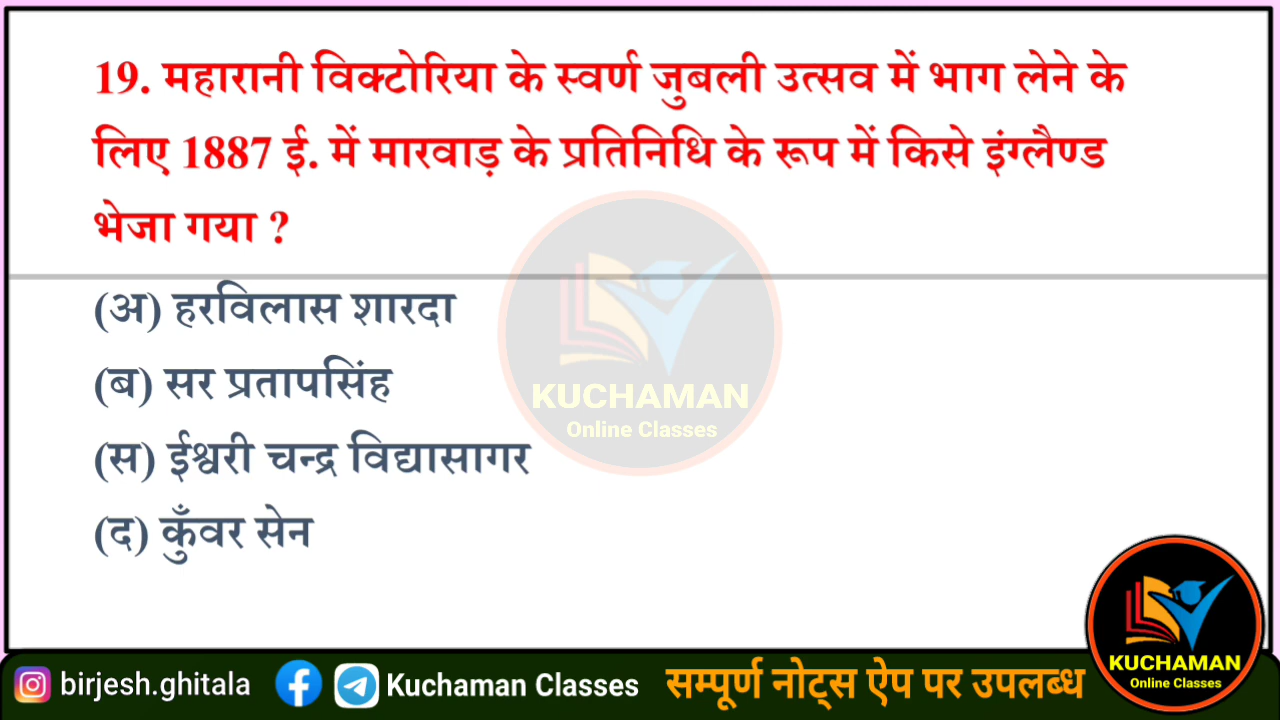 19. महारानी विक्टोरिया के स्वर्ण जुबली उत्सव में भाग लेने के
लिए 1887 ई. में मारवाड़ के प्रतिनिधि के रूप में किसे इंग्लैण्ड
भेजा गया ?
(अ) हरविलास शारदा
(ब) सर प्रतापसिंह
(स) ईश्वरी चन्द्र विद्यासागर
(द) कुँवर सेन
KUCHAMAN
Online Classes
KUCHAMAN
Online Classes
birjesh.ghitala Kuchaman Classes सम्पूर्ण नोट्स ऐप पर उपलब्ध